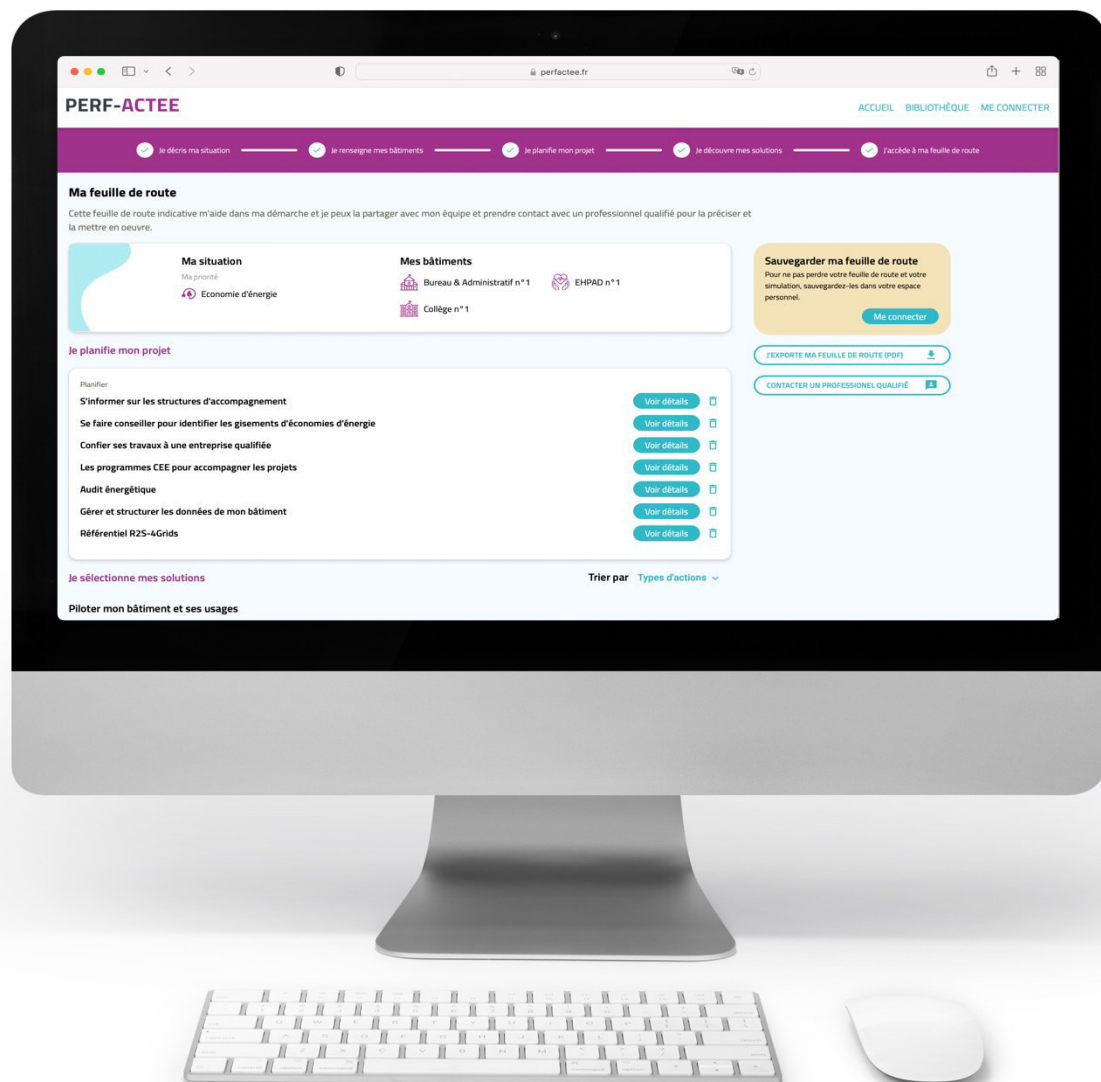 perfactee.fr
PERF-ACTEE
ACCUEIL BIBLIOTHÈQUE ME CONNECTER
Je décris ma situation Je renseigne mes bâtiments Je planifie mon projet Je découvre mes solutions J'accède à ma feuille de route
Ma feuille de route
Cette feuille de route indicative m'aide dans ma démarche et je peux la partager avec mon équipe et prendre contact avec un professionnel qualifié pour la préciser et
la mettre en oeuvre.
Ma situation
Ma priorité
Economie d'énergie
Mes bâtiments
Bureau & Administratif n°1
EHPAD n°1
Collège n°1
Sauvegarder ma feuille de route
Pour ne pas perdre votre feuille de route et votre
simulation, sauvegardez-les dans votre espace
personnel.
Me connecter
J'EXPORTE MA FEUILLE DE ROUTE (PDF)
CONTACTER UN PROFESSIONEL QUALIFIÉ
Je planifie mon projet
Planifier
S'informer sur les structures d'accompagnement Voir détails
Se faire conseiller pour identifier les gisements d'économies d'énergie Voir détails
Confier ses travaux à une entreprise qualifiée Voir détails
Les programmes CEE pour accompagner les projets Voir détails
Audit énergétique Voir détails
Gérer et structurer les données de mon bâtiment Voir détails
Référentiel R2S-4Grids Voir détails
Je sélectionne mes solutions
Trier par Types d'actions
Piloter mon bâtiment et ses usages